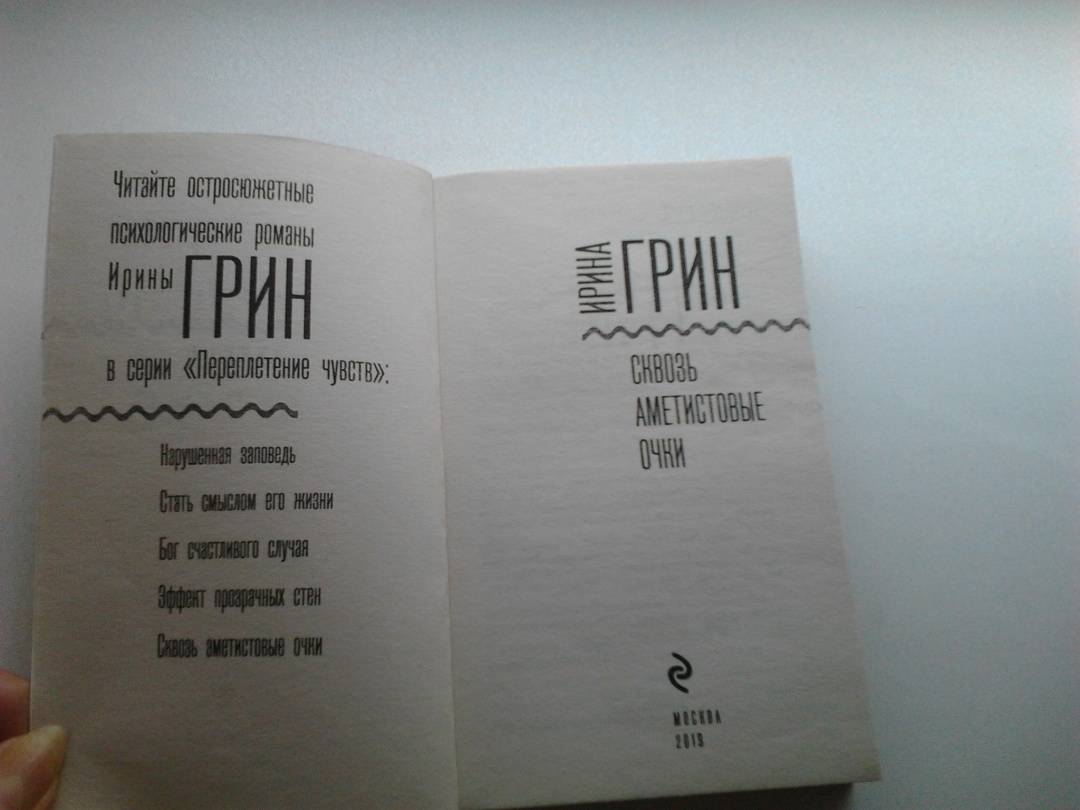 Читайте остросюжетные
психологические романы
Ирины ГРИН
в серии «Переплетение чувств»:
Нарушенная заповедь
Стать смыслом его жизни
Бог счастливого случая
Эффект прозрачных стен
Сквозь аметистовые очки
ИРИНА ГРИН
СКВОЗЬ
АМЕТИСТОВЫЕ
ОЧКИ
МОСКВА
2019